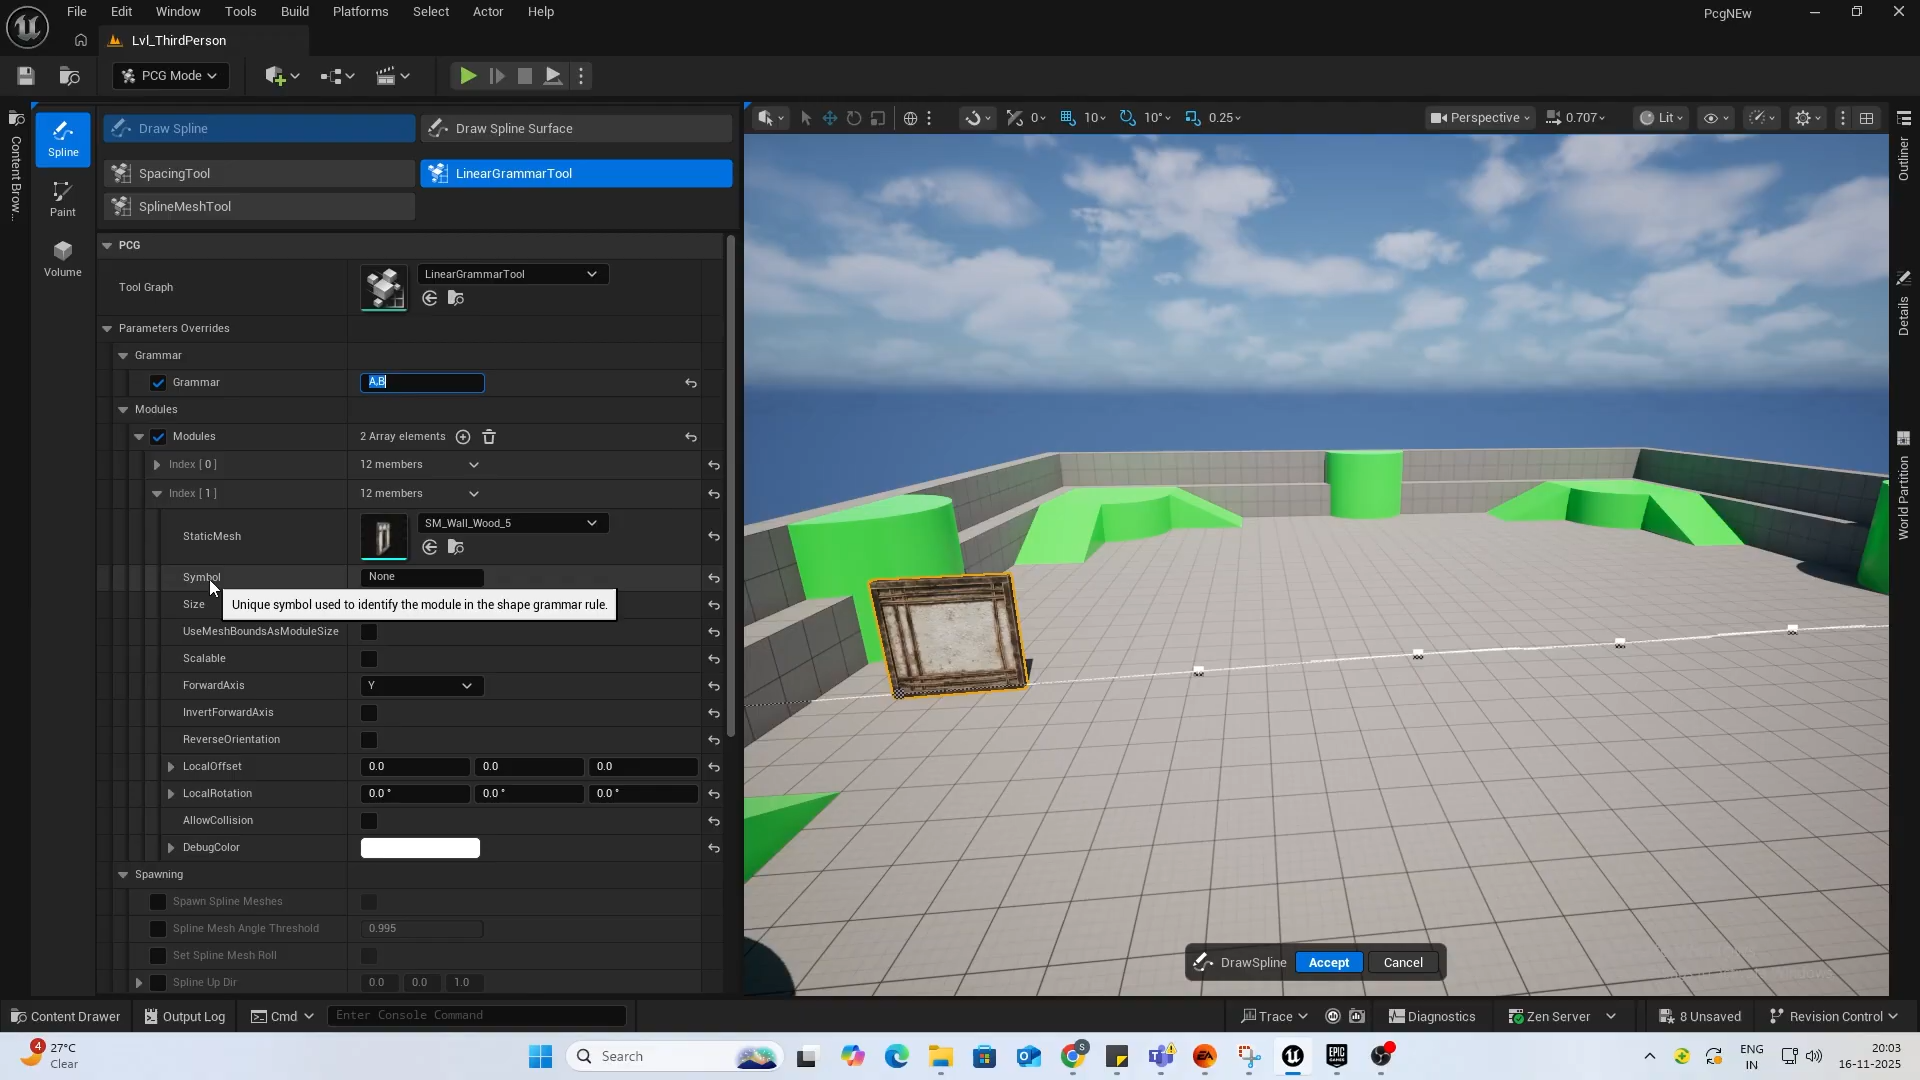 File Edit Window Tools Build Platforms Select Actor Help
PcgNEw
Lvl_ThirdPerson
PCG Mode
Content Brow...
Spline
Paint
Volume
Draw Spline
Draw Spline Surface
SpacingTool
LinearGrammarTool
SplineMeshTool
PCG
Tool Graph
LinearGrammarTool
Parameters Overrides
Grammar
Grammar
A,B
Modules
Modules
2 Array elements
Index [ 0 ]
12 members
Index [ 1 ]
12 members
StaticMesh
SM_Wall_Wood_5
Symbol
None
Size
Unique symbol used to identify the module in the shape grammar rule.
UseMeshBoundsAsModuleSize
Scalable
ForwardAxis
Y
InvertForwardAxis
ReverseOrientation
LocalOffset
0.0 0.0 0.0
LocalRotation
0.0 ° 0.0 ° 0.0 °
AllowCollision
DebugColor
Spawning
Spawn Spline Meshes
Spline Mesh Angle Threshold
0.995
Set Spline Mesh Roll
Spline Up Dir
0.0 0.0 1.0
0 10 10° 0.25
Perspective 0.707 Lit
Outliner
Details
World Partition
DrawSpline Accept Cancel
Content Drawer
Output Log
Cmd
Enter Console Command
Trace
Diagnostics
Zen Server
8 Unsaved
Revision Control
4
27°C
Clear
Search
ENG
IN
20:03
16-11-2025